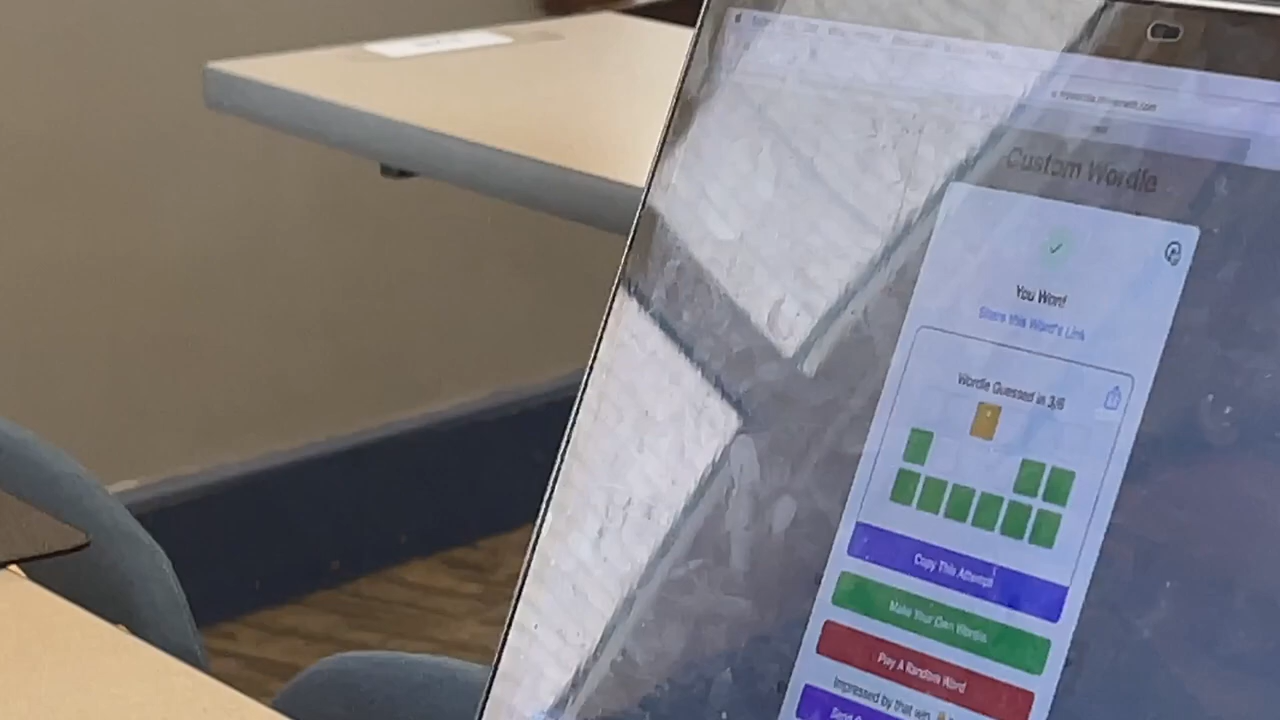 Custom Wordle
You Won!
Share this Word's Link
Wordle Guessed in 3/6
Copy This Attempt
Make Your Own Wordle
Play A Random Word
Impressed by that win